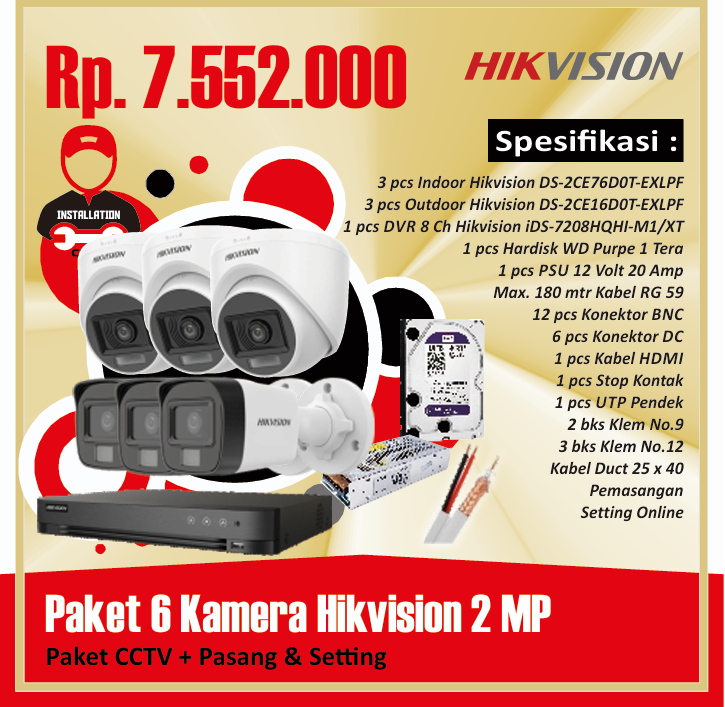 Rp. 7.552.000
HIKVISION
Spesifikasi :
3 pcs Indoor Hikvision DS-2CE76D0T-EXLPF
3 pcs Outdoor Hikvision DS-2CE16D0T-EXLPF
1 pcs DVR 8 Ch Hikvision iDS-7208HQHI-M1/XT
1 pcs Hardisk WD Purpe 1 Tera
1 pcs PSU 12 Volt 20 Amp
Max. 180 mtr Kabel RG 59
12 pcs Konektor BNC
6 pcs Konektor DC
1 pcs Kabel HDMI
1 pcs Stop Kontak
1 pcs UTP Pendek
2 bks Klem No.9
3 bks Klem No.12
Kabel Duct 25 x 40
Pemasangan
Setting Online
INSTALLATION
HIKVISION
HIKVISION
HIKVISION
HIKVISION
HIKVISION
Paket 6 Kamera Hikvision 2 MP
Paket CCTV + Pasang & Setting